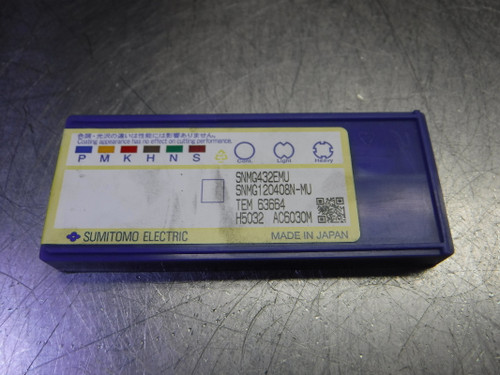 色調・光沢の違いは性能には影響ありません。
Coating appearance has no effect on cutting performance.
P M K H N S
Cont. Light Heavy
SNMG432EMU
SNMG120408N-MU
TEM 63664
H5032 AC6030M
SUMITOMO ELECTRIC
MADE IN JAPAN